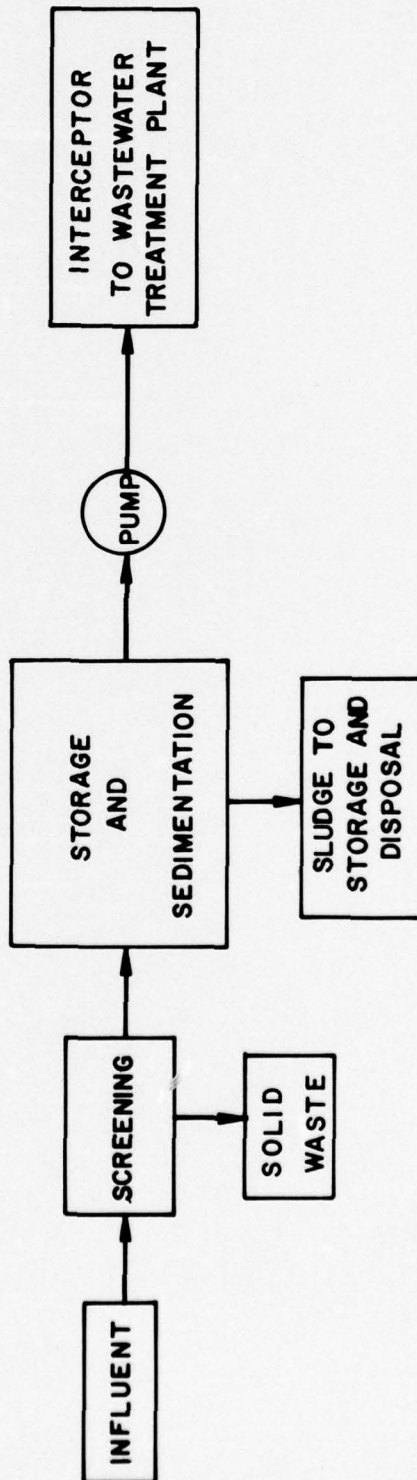 INFLUENT
SCREENING
SOLID
WASTE
STORAGE
AND
SEDIMENTATION
SLUDGE TO
STORAGE AND
DISPOSAL
PUMP
INTERCEPTOR
TO WASTEWATER
TREATMENT PLANT